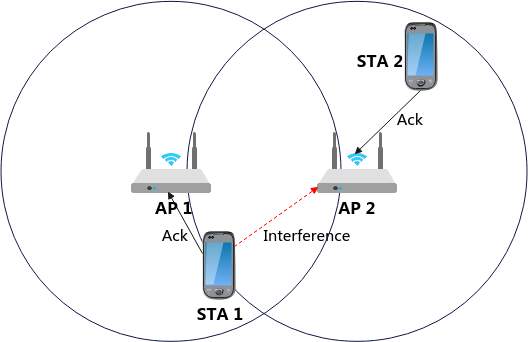 STA 2
Ack
AP 1
AP 2
Ack
Interference
STA 1